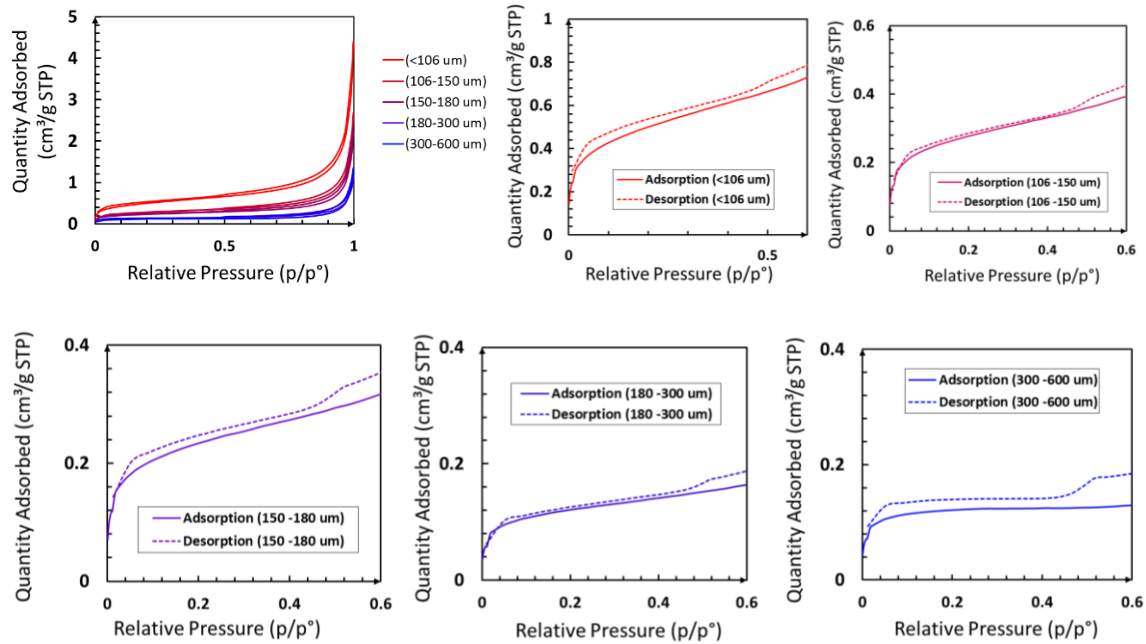 Quantity Adsorbed
(cm³/g STP)
5
4
3
2
1
0
0
0.5
1
Relative Pressure (p/p°)
(<106 um)
(106-150 um)
(150-180 um)
(180-300 um)
(300-600 um)
Quantity Adsorbed (cm³/g STP)
1
0.8
0.6
0.4
0.2
0
0
0.5
Relative Pressure (p/p°)
Adsorption (<106 um)
Desorption (<106 um)
Quantity Adsorbed (cm³/g STP)
0.6
0.4
0.2
0
0
0.2
0.4
0.6
Relative Pressure (p/p°)
Adsorption (106 -150 um)
Desorption (106 -150 um)
Quantity Adsorbed (cm³/g STP)
0.4
0.2
0
0
0.2
0.4
0.6
Relative Pressure (p/p°)
Adsorption (150 -180 um)
Desorption (150 -180 um)
Quantity Adsorbed (cm³/g STP)
0.4
0.2
0
0
0.2
0.4
0.6
Relative Pressure (p/p°)
Adsorption (180 -300 um)
Desorption (180 -300 um)
Quantity Adsorbed (cm³/g STP)
0.4
0.2
0
0
0.2
0.4
0.6
Relative Pressure (p/p°)
Adsorption (300 -600 um)
Desorption (300 -600 um)